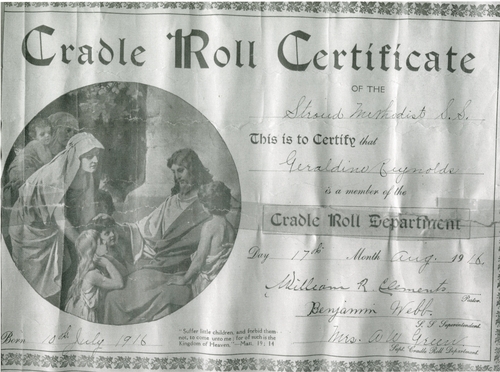 Cradle Roll Certificate
OF THE
Stroud Methodist S.S.
This is to Certify that
Geraldine Reynolds
is a member of the
Cradle Roll Department
Day 17th Month Aug. 1916
William R Clements
Pastor.
Benjamin Webb.
S. S. Superintendent.
Mrs. A W Green
Supt. Cradle Roll Department.
Born 10th July 1916
"Suffer little children, and forbid them
not, to come unto me: for of such is the
Kingdom of Heaven."—Matt. 19; 14